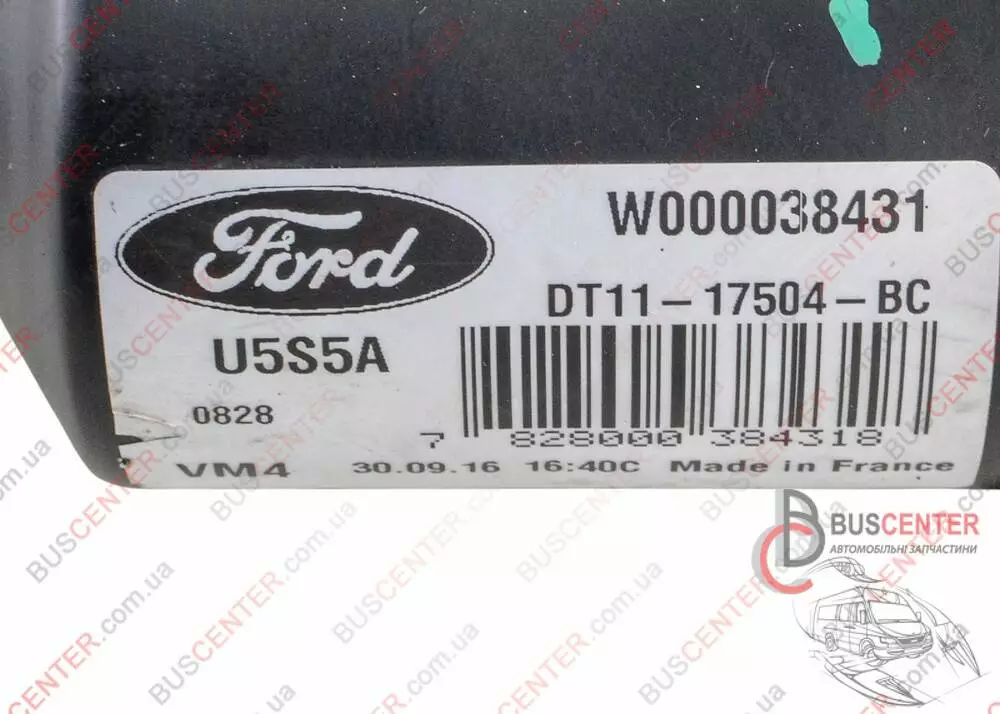 Ford
W000038431
DT11-17504-BC
U5S5A
0828
7 828000 384318
VM4 30.09.16 16:40C Made in France
BUSCENTER
АВТОМОБІЛЬНІ ЗАПЧАСТИНИ
BUSCENTER.com.ua